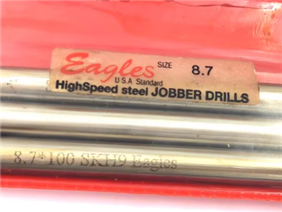 Eagles SIZE 8.7
U.S.A Standard
HighSpeed steel JOBBER DRILLS
8.7*100 SKH9 Eagles